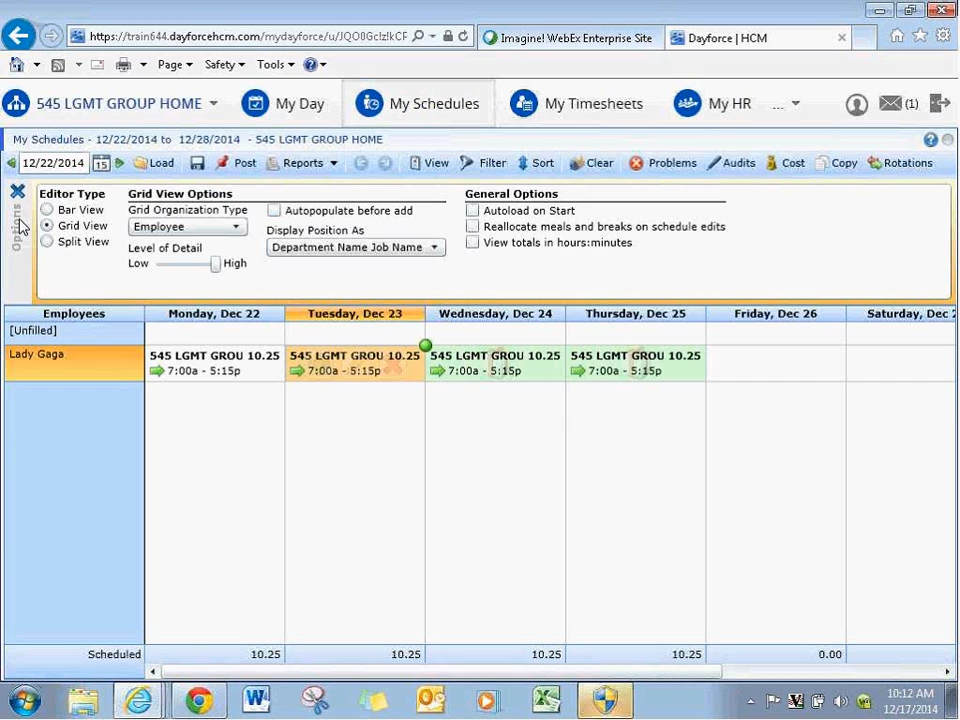 https://train644.dayforcehcm.com/mydayforce/u/JQO0GclzlkCF
Imagine! WebEx Enterprise Site
Dayforce | HCM
Page Safety Tools
545 LGMT GROUP HOME My Day My Schedules My Timesheets My HR ... (1)
My Schedules - 12/22/2014 to 12/28/2014 - 545 LGMT GROUP HOME
12/22/2014 15 Load Post Reports View Filter Sort Clear Problems Audits Cost Copy Rotations
Options
Editor Type
Bar View
Grid View
Split View
Grid View Options
Grid Organization Type
Employee
Level of Detail
Low High
Autopopulate before add
Display Position As
Department Name Job Name
General Options
Autoload on Start
Reallocate meals and breaks on schedule edits
View totals in hours:minutes
Employees Monday, Dec 22 Tuesday, Dec 23 Wednesday, Dec 24 Thursday, Dec 25 Friday, Dec 26 Saturday, Dec 2
[Unfilled]
Lady Gaga 545 LGMT GROU 10.25 545 LGMT GROU 10.25 545 LGMT GROU 10.25 545 LGMT GROU 10.25
7:00a - 5:15p 7:00a - 5:15p 7:00a - 5:15p 7:00a - 5:15p
Scheduled 10.25 10.25 10.25 10.25 0.00
10:12 AM
12/17/2014